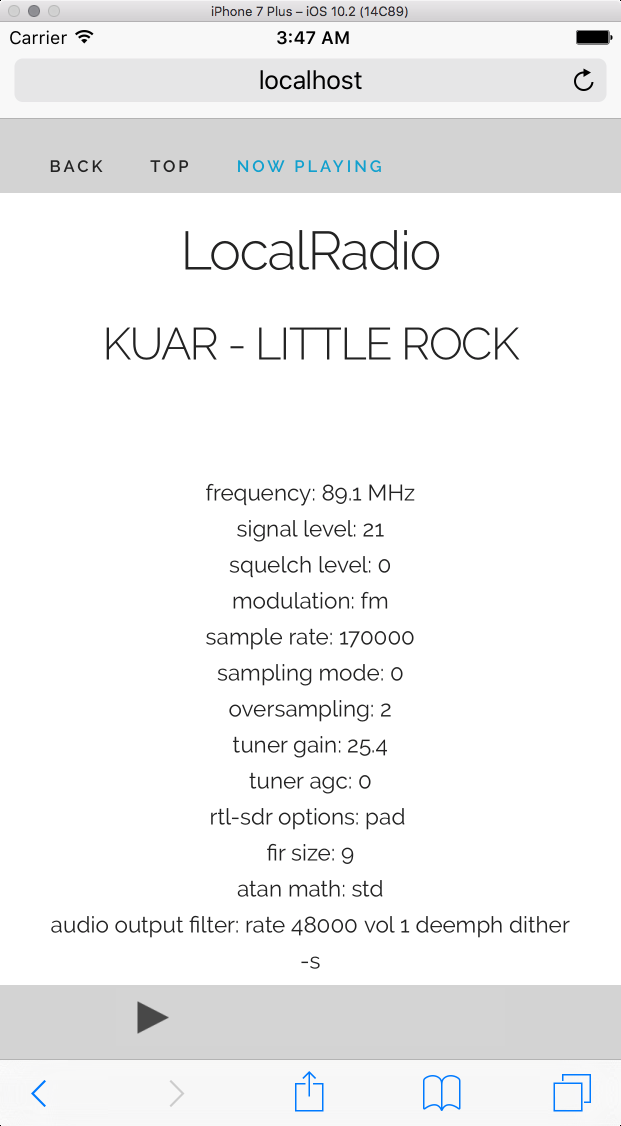 iPhone 7 Plus – iOS 10.2 (14C89)
Carrier 3:47 AM
localhost
BACK TOP NOW PLAYING
LocalRadio
KUAR - LITTLE ROCK
frequency: 89.1 MHz
signal level: 21
squelch level: 0
modulation: fm
sample rate: 170000
sampling mode: 0
oversampling: 2
tuner gain: 25.4
tuner agc: 0
rtl-sdr options: pad
fir size: 9
atan math: std
audio output filter: rate 48000 vol 1 deemph dither
-s